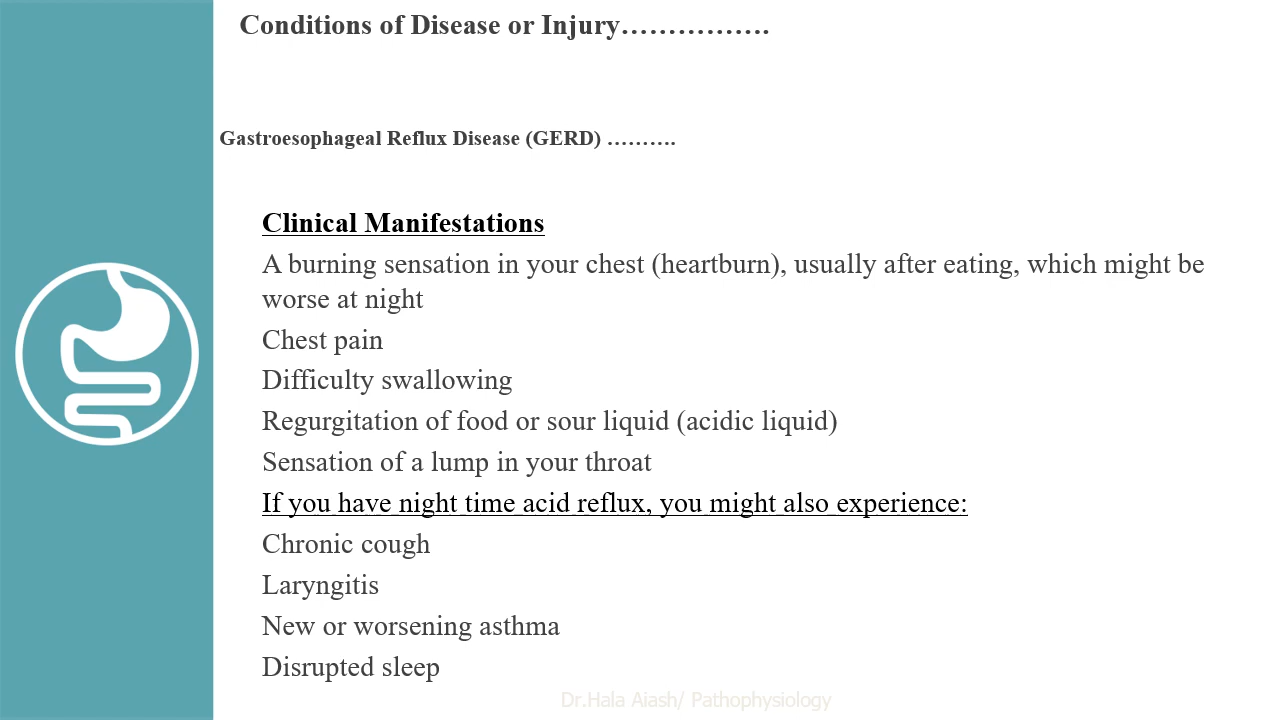 Conditions of Disease or Injury…………….
Gastroesophageal Reflux Disease (GERD) ……….
Clinical Manifestations
A burning sensation in your chest (heartburn), usually after eating, which might be
worse at night
Chest pain
Difficulty swallowing
Regurgitation of food or sour liquid (acidic liquid)
Sensation of a lump in your throat
If you have night time acid reflux, you might also experience:
Chronic cough
Laryngitis
New or worsening asthma
Disrupted sleep
Dr.Hala Aiash/ Pathophysiology